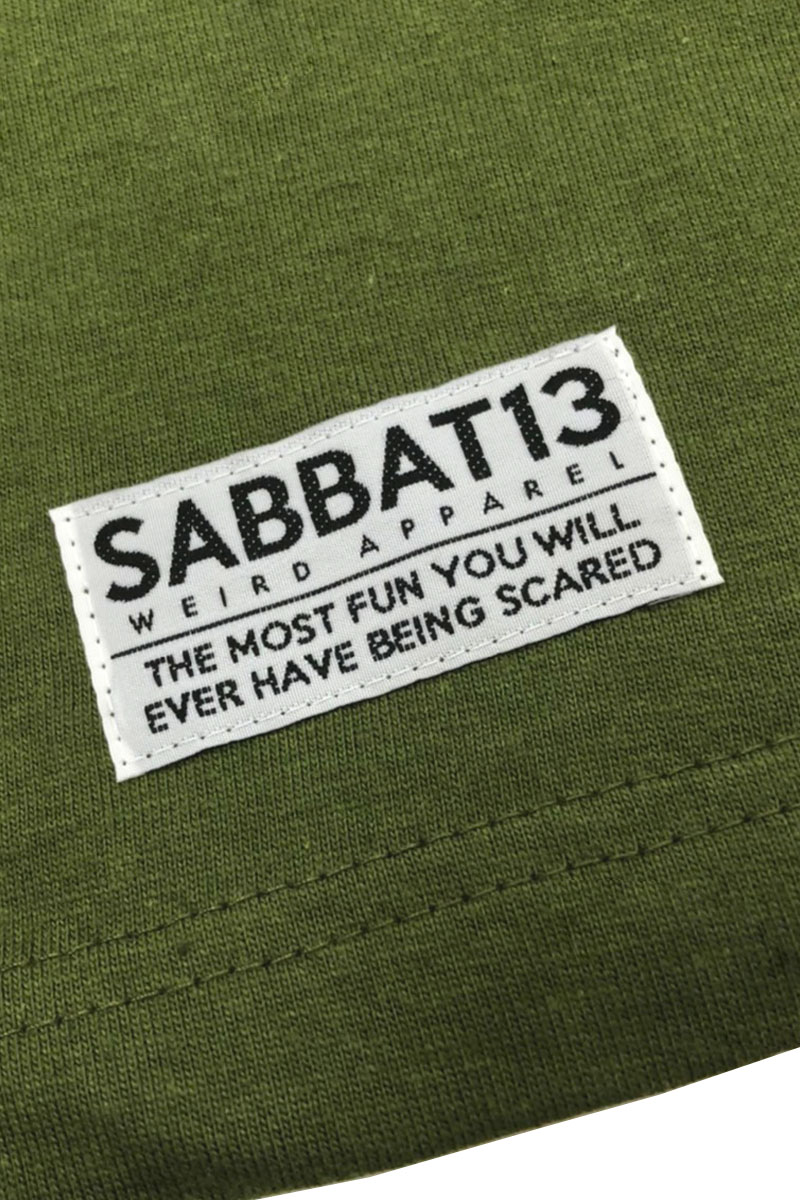 SABBAT13
WEIRD APPAREL
THE MOST FUN YOU WILL
EVER HAVE BEING SCARED